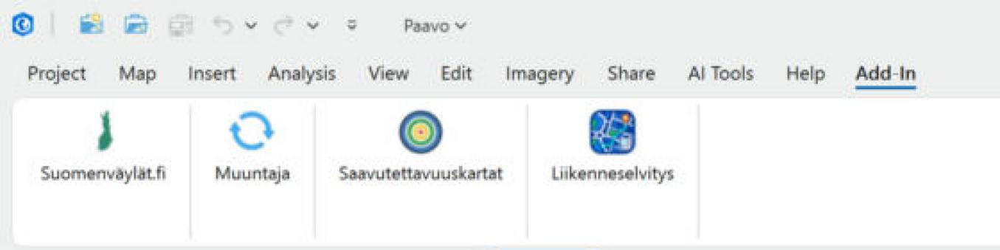 Paavo
Project Map Insert Analysis View Edit Imagery Share AI Tools Help Add-In
Suomenväylät.fi Muuntaja Saavutettavuuskartat Liikenneselvitys